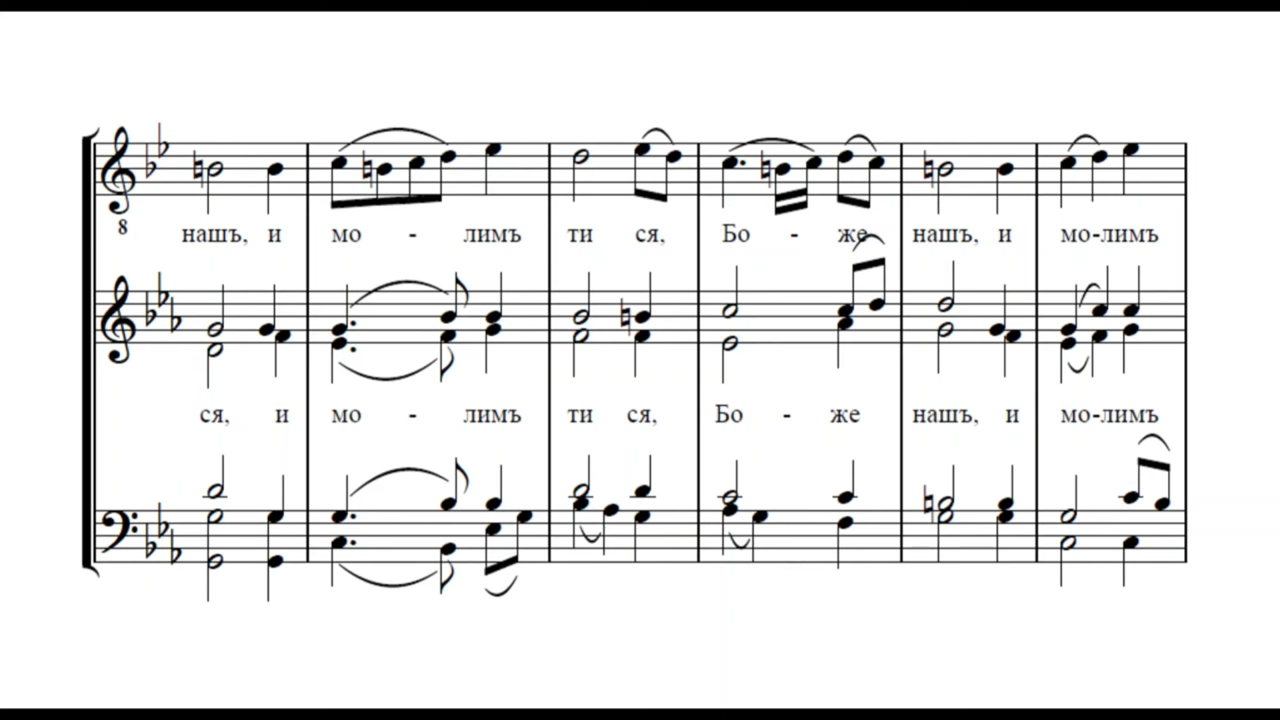 8
нашъ, и мо - лимъ ти ся, Бо - же нашъ, и мо-лимъ
ся, и мо - лимъ ти ся, Бо - же нашъ, и мо-лимъ